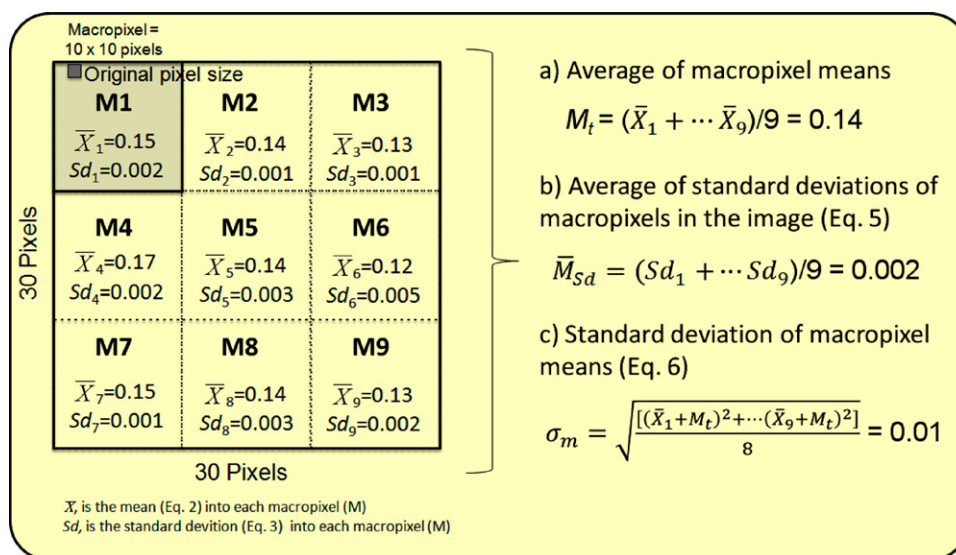 Macropixel =
10 x 10 pixels
Original pixel size
M1 M2 M3
X̅₁=0.15 X̅₂=0.14 X̅₃=0.13
Sd₁=0.002 Sd₂=0.001 Sd₃=0.001
M4 M5 M6
X̅₄=0.17 X̅₅=0.14 X̅₆=0.12
Sd₄=0.002 Sd₅=0.003 Sd₆=0.005
M7 M8 M9
X̅₇=0.15 X̅₈=0.14 X̅₉=0.13
Sd₇=0.001 Sd₈=0.003 Sd₉=0.002
30 Pixels
30 Pixels
X̅, is the mean (Eq. 2) into each macropixel (M)
Sd, is the standard devition (Eq. 3) into each macropixel (M)
a) Average of macropixel means
Mₜ = (X̅₁ + ⋯ X̅₉)/9 = 0.14
b) Average of standard deviations of
macropixels in the image (Eq. 5)
M̅_Sd = (Sd₁ + ⋯ Sd₉)/9 = 0.002
c) Standard deviation of macropixel
means (Eq. 6)
σₘ = √([(X̅₁+Mₜ)²+⋯(X̅₉+Mₜ)²]/8) = 0.01